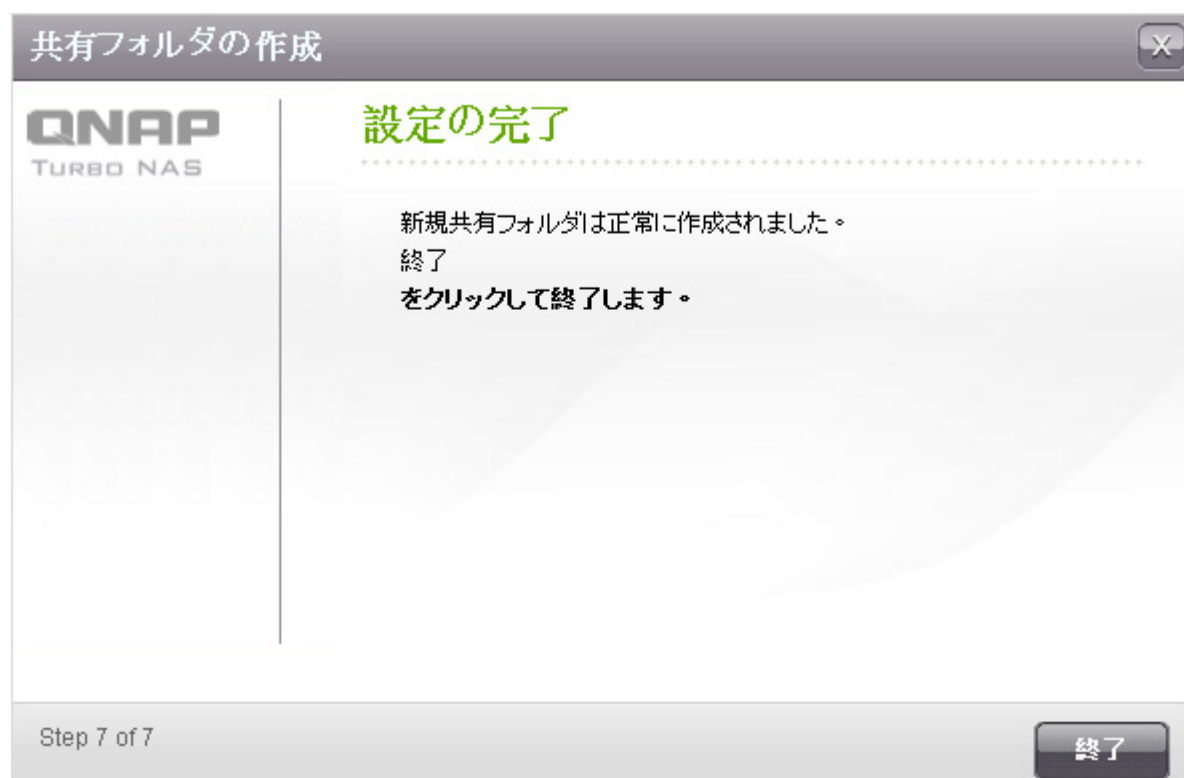 共有フォルダの作成
X
QNAP
TURBO NAS
設定の完了
新規共有フォルダは正常に作成されました。
終了
をクリックして終了します。
Step 7 of 7
終了